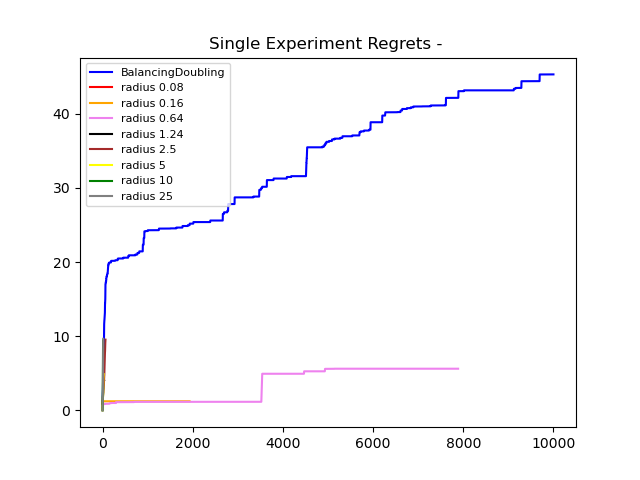 Single Experiment Regrets -
BalancingDoubling
radius 0.08
radius 0.16
radius 0.64
radius 1.24
radius 2.5
radius 5
radius 10
radius 25
40
30
20
10
0
0 2000 4000 6000 8000 10000